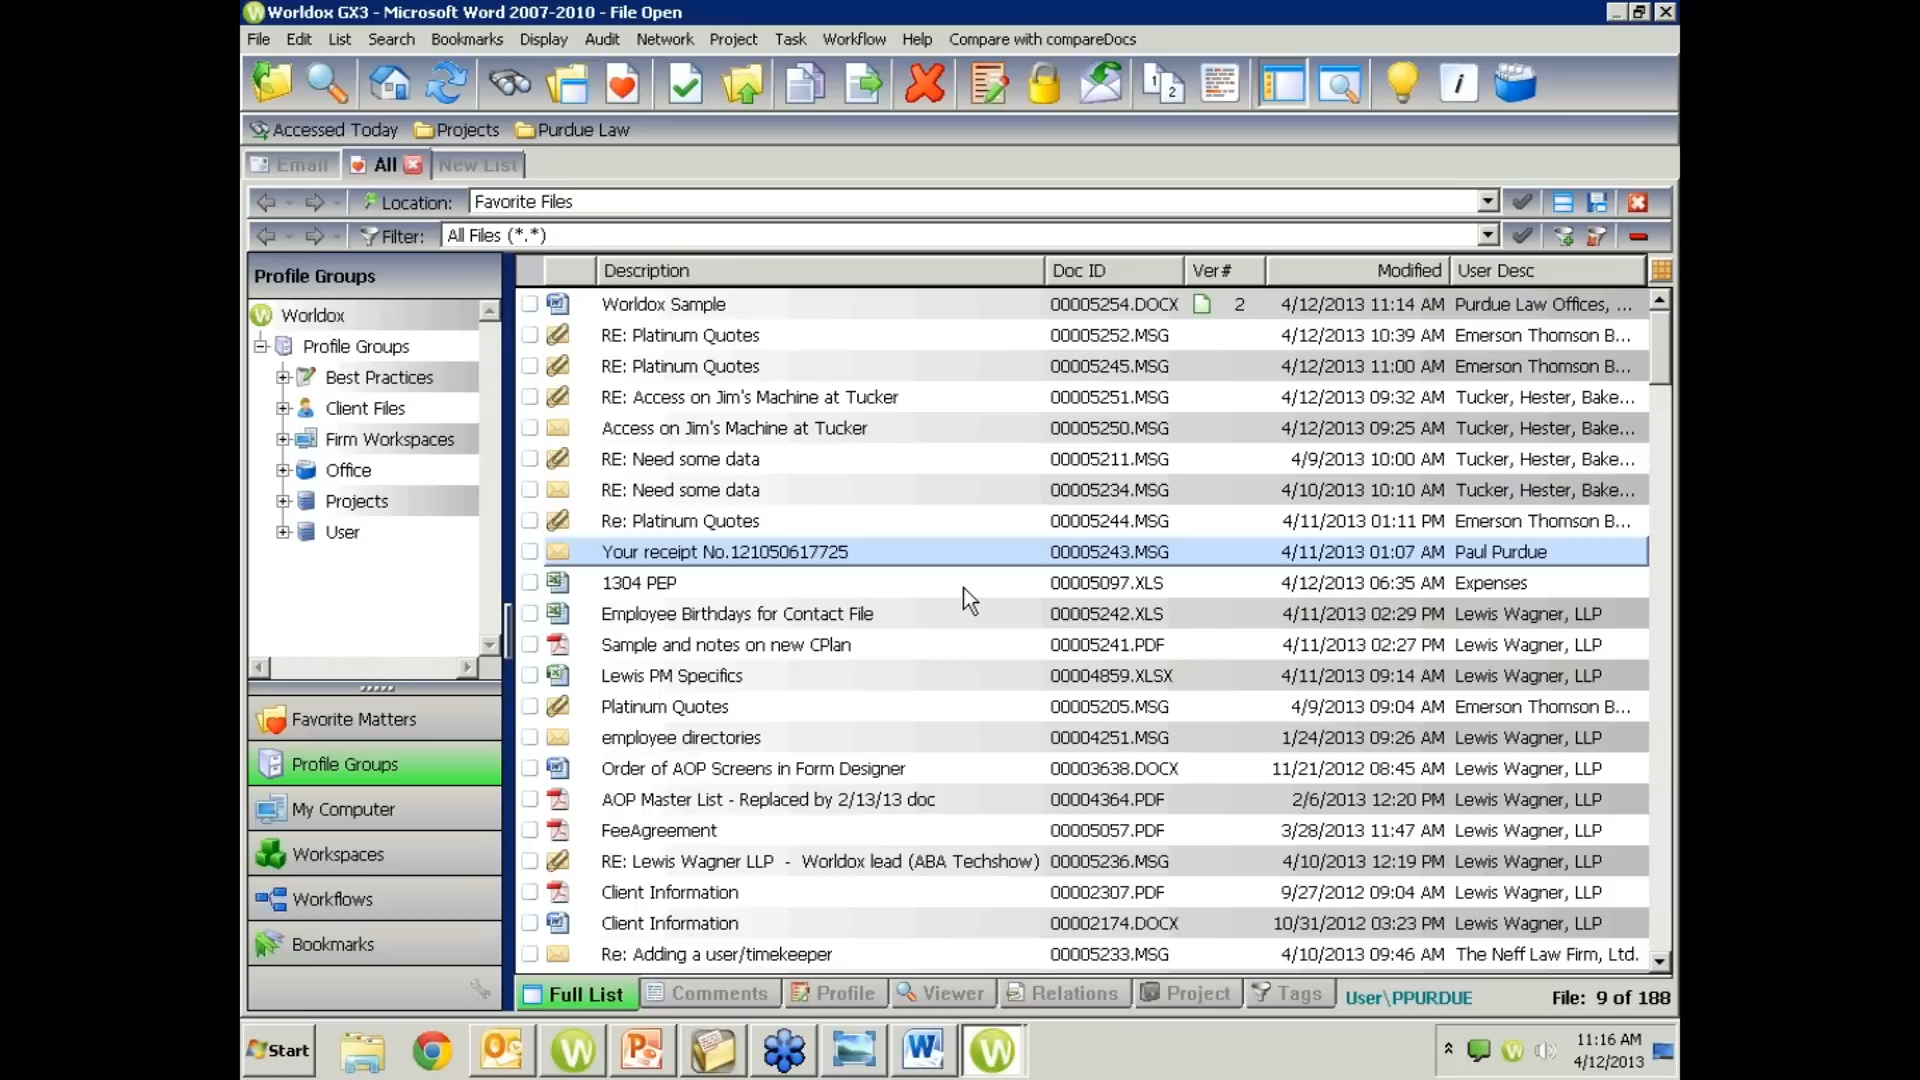 Worldox GX3 - Microsoft Word 2007-2010 - File Open
File Edit List Search Bookmarks Display Audit Network Project Task Workflow Help Compare with compareDocs
Accessed Today Projects Purdue Law
Email All New List
Location: Favorite Files
Filter: All Files (*.*)
Profile Groups
Worldox
Profile Groups
Best Practices
Client Files
Firm Workspaces
Office
Projects
User
Favorite Matters
Profile Groups
My Computer
Workspaces
Workflows
Bookmarks
Description Doc ID Ver# Modified User Desc
Worldox Sample 00005254.DOCX 2 4/12/2013 11:14 AM Purdue Law Offices, ...
RE: Platinum Quotes 00005252.MSG 4/12/2013 10:39 AM Emerson Thomson B...
RE: Platinum Quotes 00005245.MSG 4/12/2013 11:00 AM Emerson Thomson B...
RE: Access on Jim's Machine at Tucker 00005251.MSG 4/12/2013 09:32 AM Tucker, Hester, Bake...
Access on Jim's Machine at Tucker 00005250.MSG 4/12/2013 09:25 AM Tucker, Hester, Bake...
RE: Need some data 00005211.MSG 4/9/2013 10:00 AM Tucker, Hester, Bake...
RE: Need some data 00005234.MSG 4/10/2013 10:10 AM Tucker, Hester, Bake...
Re: Platinum Quotes 00005244.MSG 4/11/2013 01:11 PM Emerson Thomson B...
Your receipt No.121050617725 00005243.MSG 4/11/2013 01:07 AM Paul Purdue
1304 PEP 00005097.XLS 4/12/2013 06:35 AM Expenses
Employee Birthdays for Contact File 00005242.XLS 4/11/2013 02:29 PM Lewis Wagner, LLP
Sample and notes on new CPlan 00005241.PDF 4/11/2013 02:27 PM Lewis Wagner, LLP
Lewis PM Specifics 00004859.XLSX 4/11/2013 09:14 AM Lewis Wagner, LLP
Platinum Quotes 00005205.MSG 4/9/2013 09:04 AM Emerson Thomson B...
employee directories 00004251.MSG 1/24/2013 09:26 AM Lewis Wagner, LLP
Order of AOP Screens in Form Designer 00003638.DOCX 11/21/2012 08:45 AM Lewis Wagner, LLP
AOP Master List - Replaced by 2/13/13 doc 00004364.PDF 2/6/2013 12:20 PM Lewis Wagner, LLP
FeeAgreement 00005057.PDF 3/28/2013 11:47 AM Lewis Wagner, LLP
RE: Lewis Wagner LLP - Worldox lead (ABA Techshow) 00005236.MSG 4/10/2013 12:19 PM Lewis Wagner, LLP
Client Information 00002307.PDF 9/27/2012 09:04 AM Lewis Wagner, LLP
Client Information 00002174.DOCX 10/31/2012 03:23 PM Lewis Wagner, LLP
Re: Adding a user/timekeeper 00005233.MSG 4/10/2013 09:46 AM The Neff Law Firm, Ltd.
Full List Comments Profile Viewer Relations Project Tags User\PPURDUE File: 9 of 188
Start 11:16 AM
4/12/2013